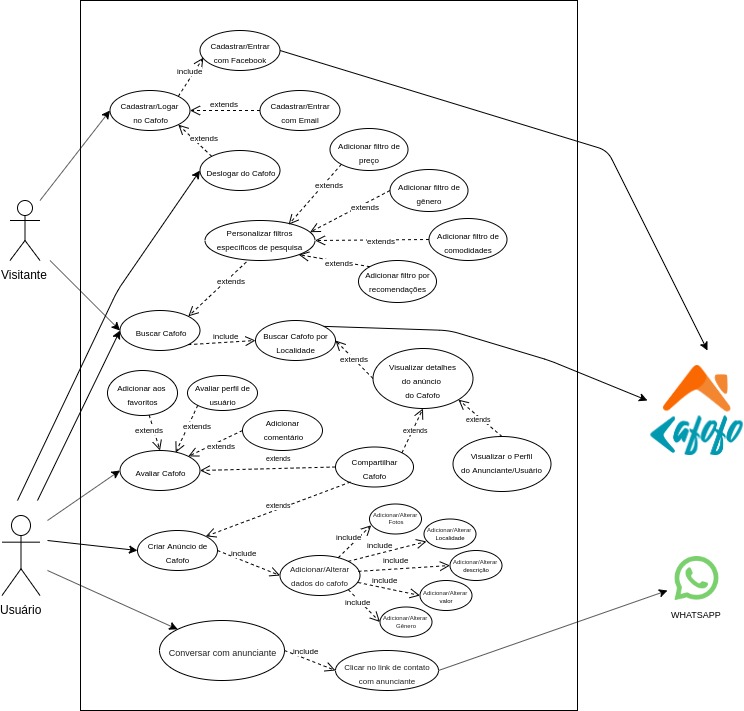 Cadastrar/Entrar
com Facebook
include
Cadastrar/Logar
no Cafofo
extends
Cadastrar/Entrar
com Email
extends
Deslogar do Cafofo
Adicionar filtro de
preço
extends
Adicionar filtro de
gênero
extends
Personalizar filtros
específicos de pesquisa
extends
Adicionar filtro de
comodidades
extends
Adicionar filtro por
recomendações
Visitante
extends
Buscar Cafofo
include
Buscar Cafofo por
Localidade
extends
Visualizar detalhes
do anúncio
do Cafofo
Cafofo
Adicionar aos
favoritos
Avaliar perfil de
usuário
extends
extends
Adicionar
comentário
extends
extends
extends
extends
Visualizar o Perfil
do Anunciante/Usuário
Avaliar Cafofo
Compartilhar
Cafofo
extends
Adicionar/Alterar
Fotos
Adicionar/Alterar
Localidade
include
include
Criar Anúncio de
Cafofo
include
Adicionar/Alterar
dados do cafofo
include
Adicionar/Alterar
descrição
include
Adicionar/Alterar
valor
include
Adicionar/Alterar
Gênero
Usuário
WHATSAPP
Conversar com anunciante
include
Clicar no link de contato
com anunciante